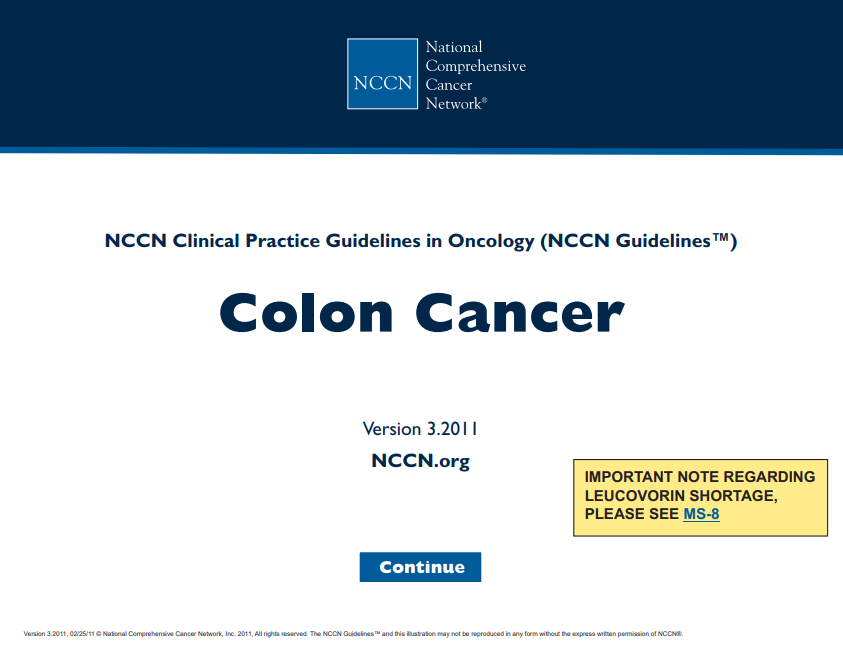 NCCN
National
Comprehensive
Cancer
Network®
NCCN Clinical Practice Guidelines in Oncology (NCCN Guidelines™)
Colon Cancer
Version 3.2011
NCCN.org
IMPORTANT NOTE REGARDING
LEUCOVORIN SHORTAGE,
PLEASE SEE MS-8
Continue
Version 3.2011, 02/25/11 © National Comprehensive Cancer Network, Inc. 2011, All rights reserved. The NCCN Guidelines™ and this illustration may not be reproduced in any form without the express written permission of NCCN®.